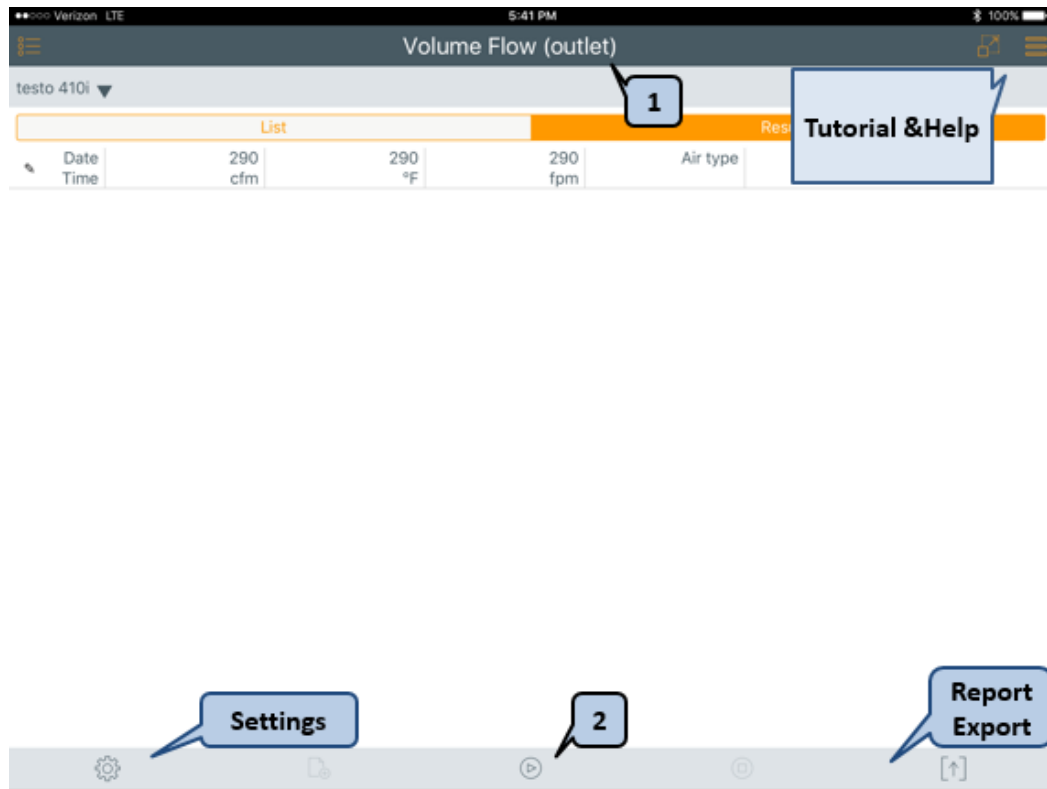 Verizon LTE 5:41 PM 100%
Volume Flow (outlet)
testo 410i
1
Tutorial &Help
List
Date
Time
290
cfm
290
°F
290
fpm
Air type
Settings
2
Report
Export